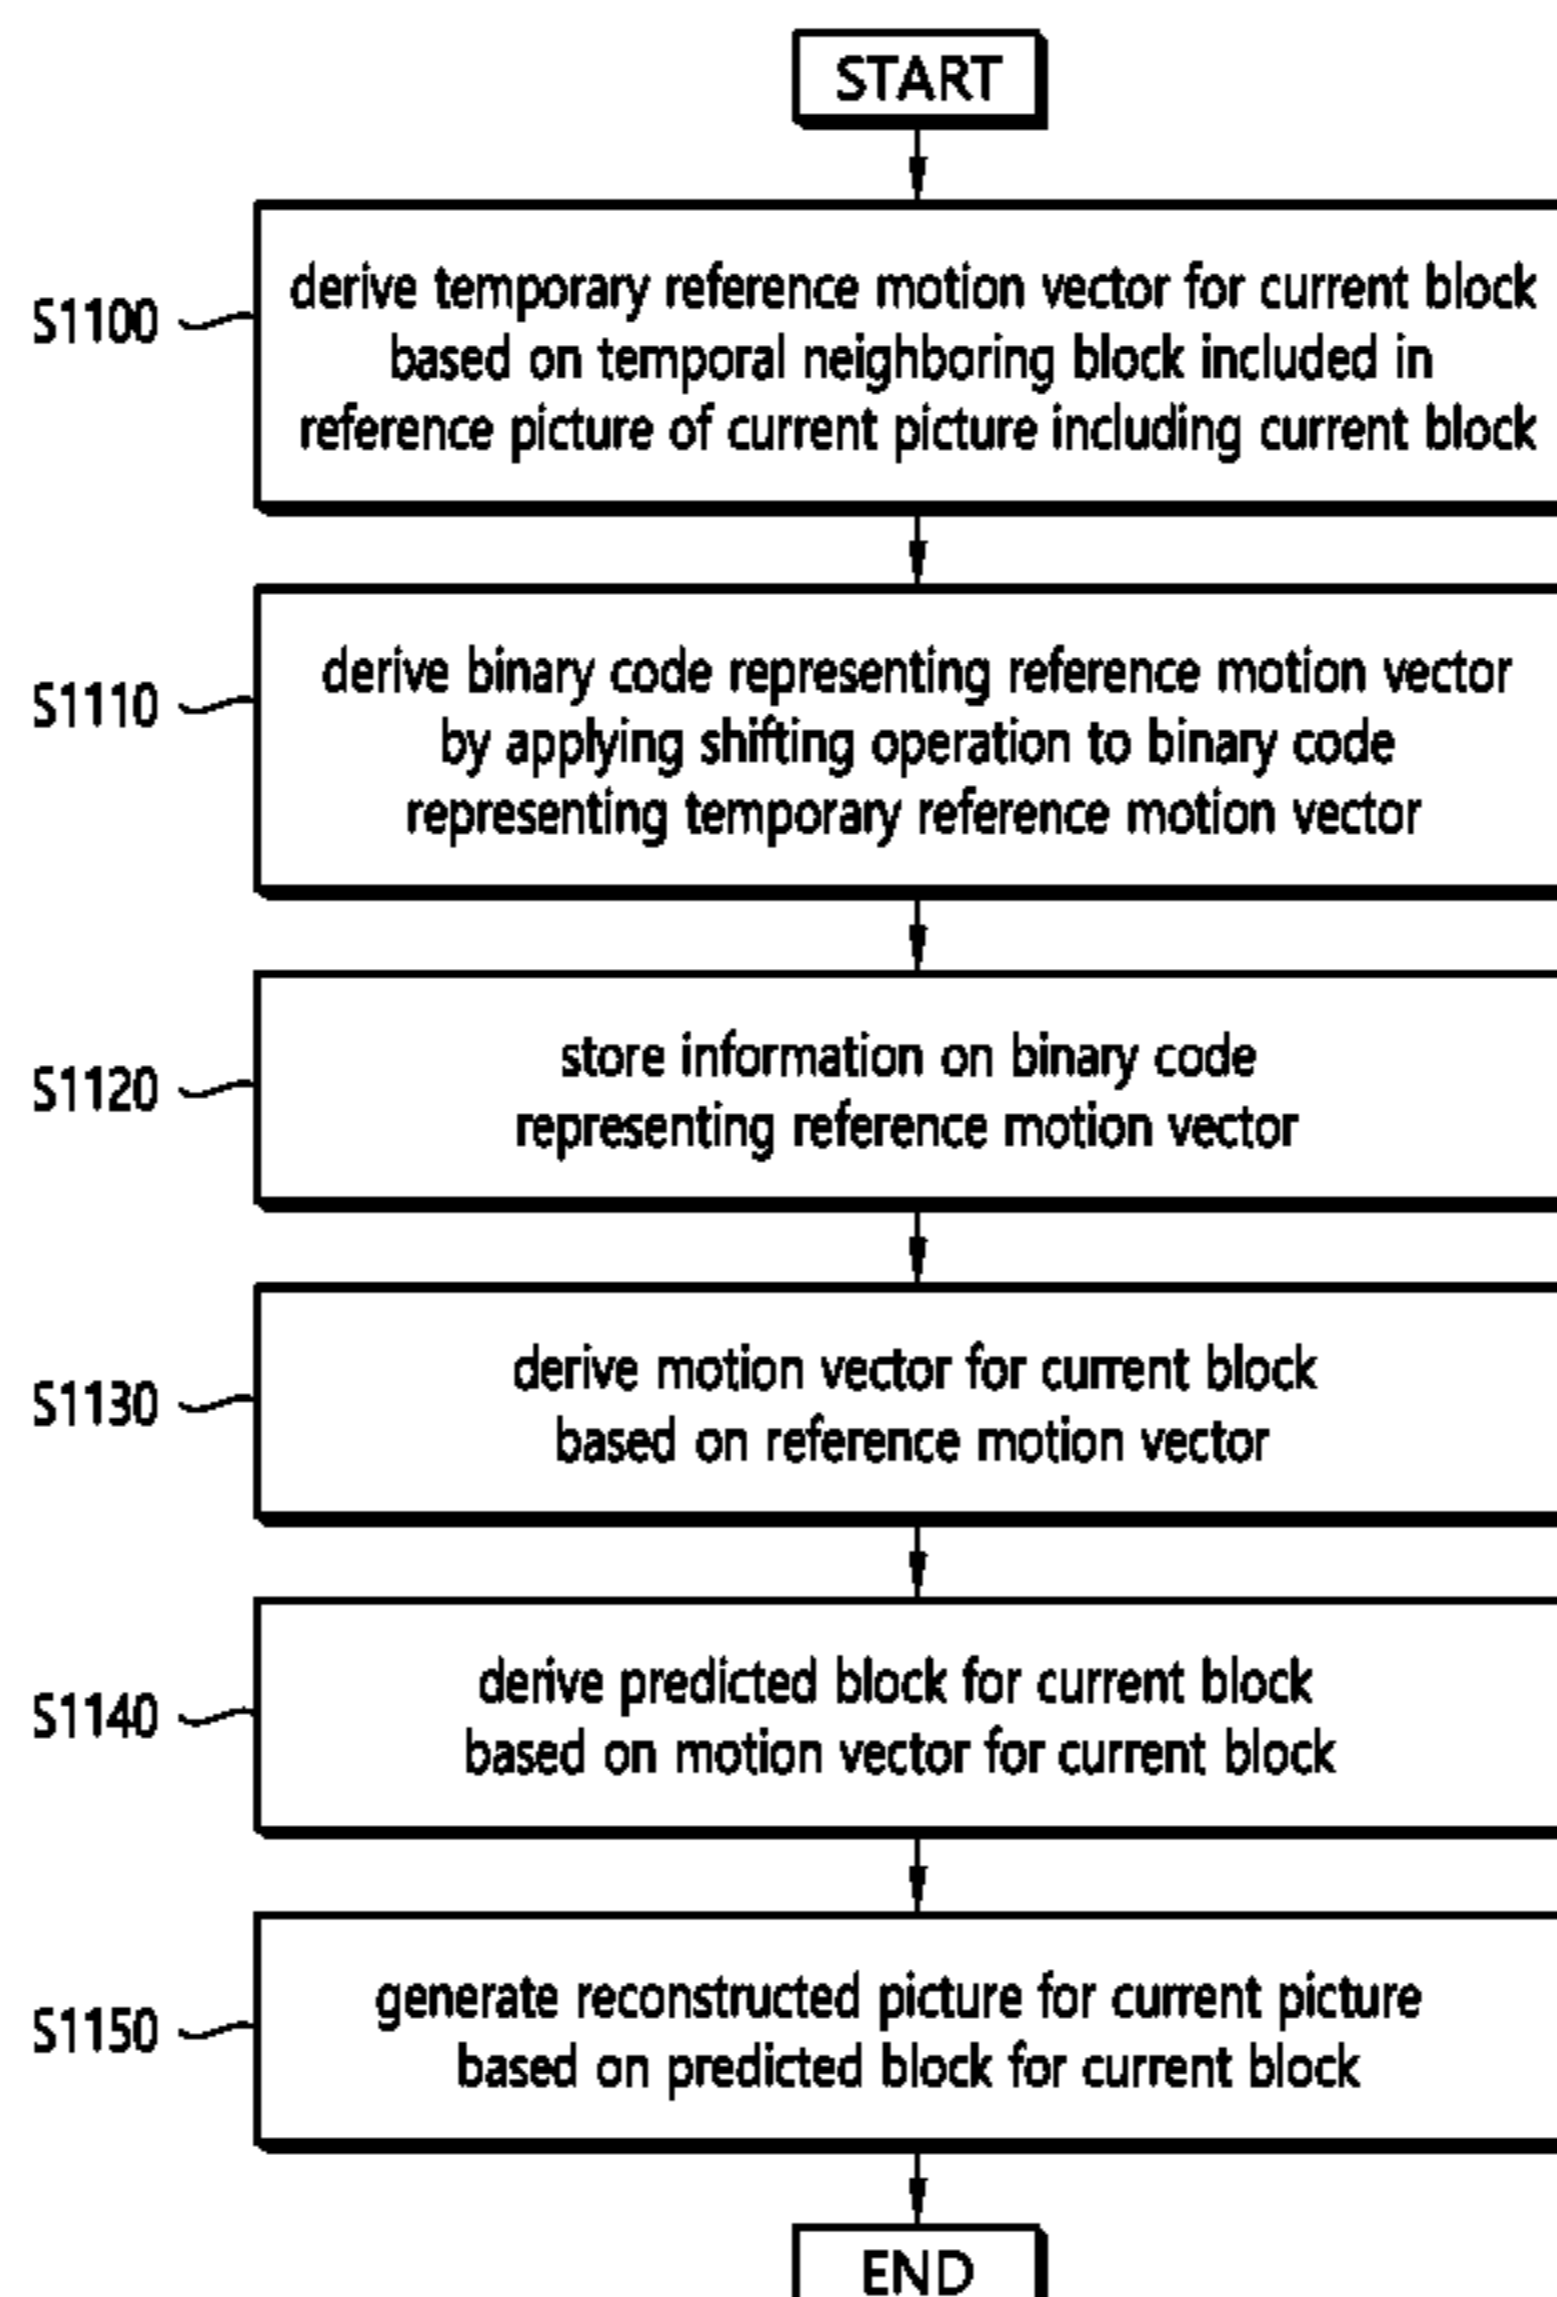 START
S1100
derive temporary reference motion vector for current block
based on temporal neighboring block included in
reference picture of current picture including current block
S1110
derive binary code representing reference motion vector
by applying shifting operation to binary code
representing temporary reference motion vector
S1120
store information on binary code
representing reference motion vector
S1130
derive motion vector for current block
based on reference motion vector
S1140
derive predicted block for current block
based on motion vector for current block
S1150
generate reconstructed picture for current picture
based on predicted block for current block
END